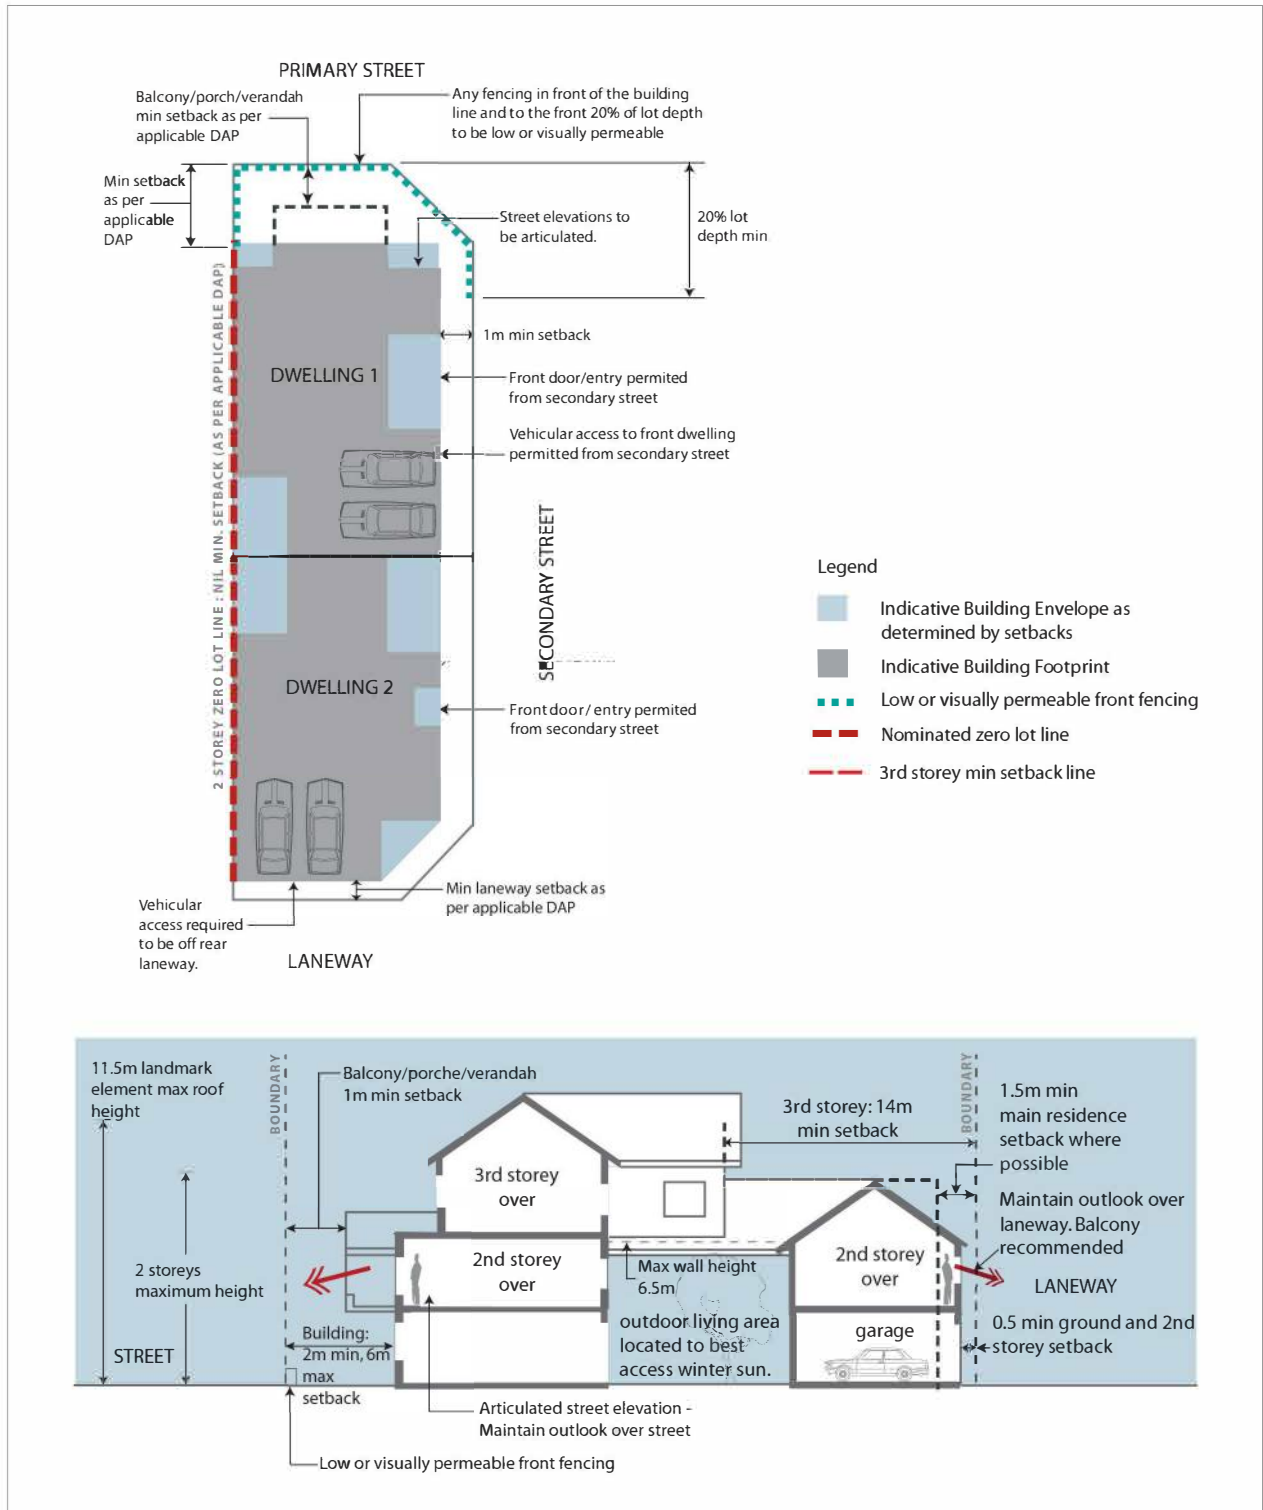 PRIMARY STREET
Balcony/porch/verandah
min setback as per
applicable DAP
Any fencing in front of the building
line and to the front 20% of lot depth
to be low or visually permeable
Min setback
as per
applicable
DAP
Street elevations to
be articulated.
20% lot
depth min
2 STOREY ZERO LOT LINE : NIL MIN. SETBACK (AS PER APPLICABLE DAP)
1m min setback
DWELLING 1
Front door/entry permited
from secondary street
Vehicular access to front dwelling
permitted from secondary street
SECONDARY STREET
DWELLING 2
Front door/ entry permited
from secondary street
Min laneway setback as
per applicable DAP
Vehicular
access required
to be off rear
laneway.
LANEWAY
Legend
Indicative Building Envelope as
determined by setbacks
Indicative Building Footprint
Low or visually permeable front fencing
Nominated zero lot line
3rd storey min setback line
11.5m landmark
element max roof
height
BOUNDARY
Balcony/porche/verandah
1m min setback
3rd storey: 14m
min setback
BOUNDARY
1.5m min
main residence
setback where
possible
3rd storey
over
Maintain outlook over
laneway. Balcony
recommended
2 storeys
maximum height
2nd storey
over
Max wall height
6.5m
2nd storey
over
LANEWAY
STREET
Building:
2m min, 6m
max
setback
outdoor living area
located to best
access winter sun.
garage
0.5 min ground and 2nd
storey setback
Articulated street elevation -
Maintain outlook over street
Low or visually permeable front fencing